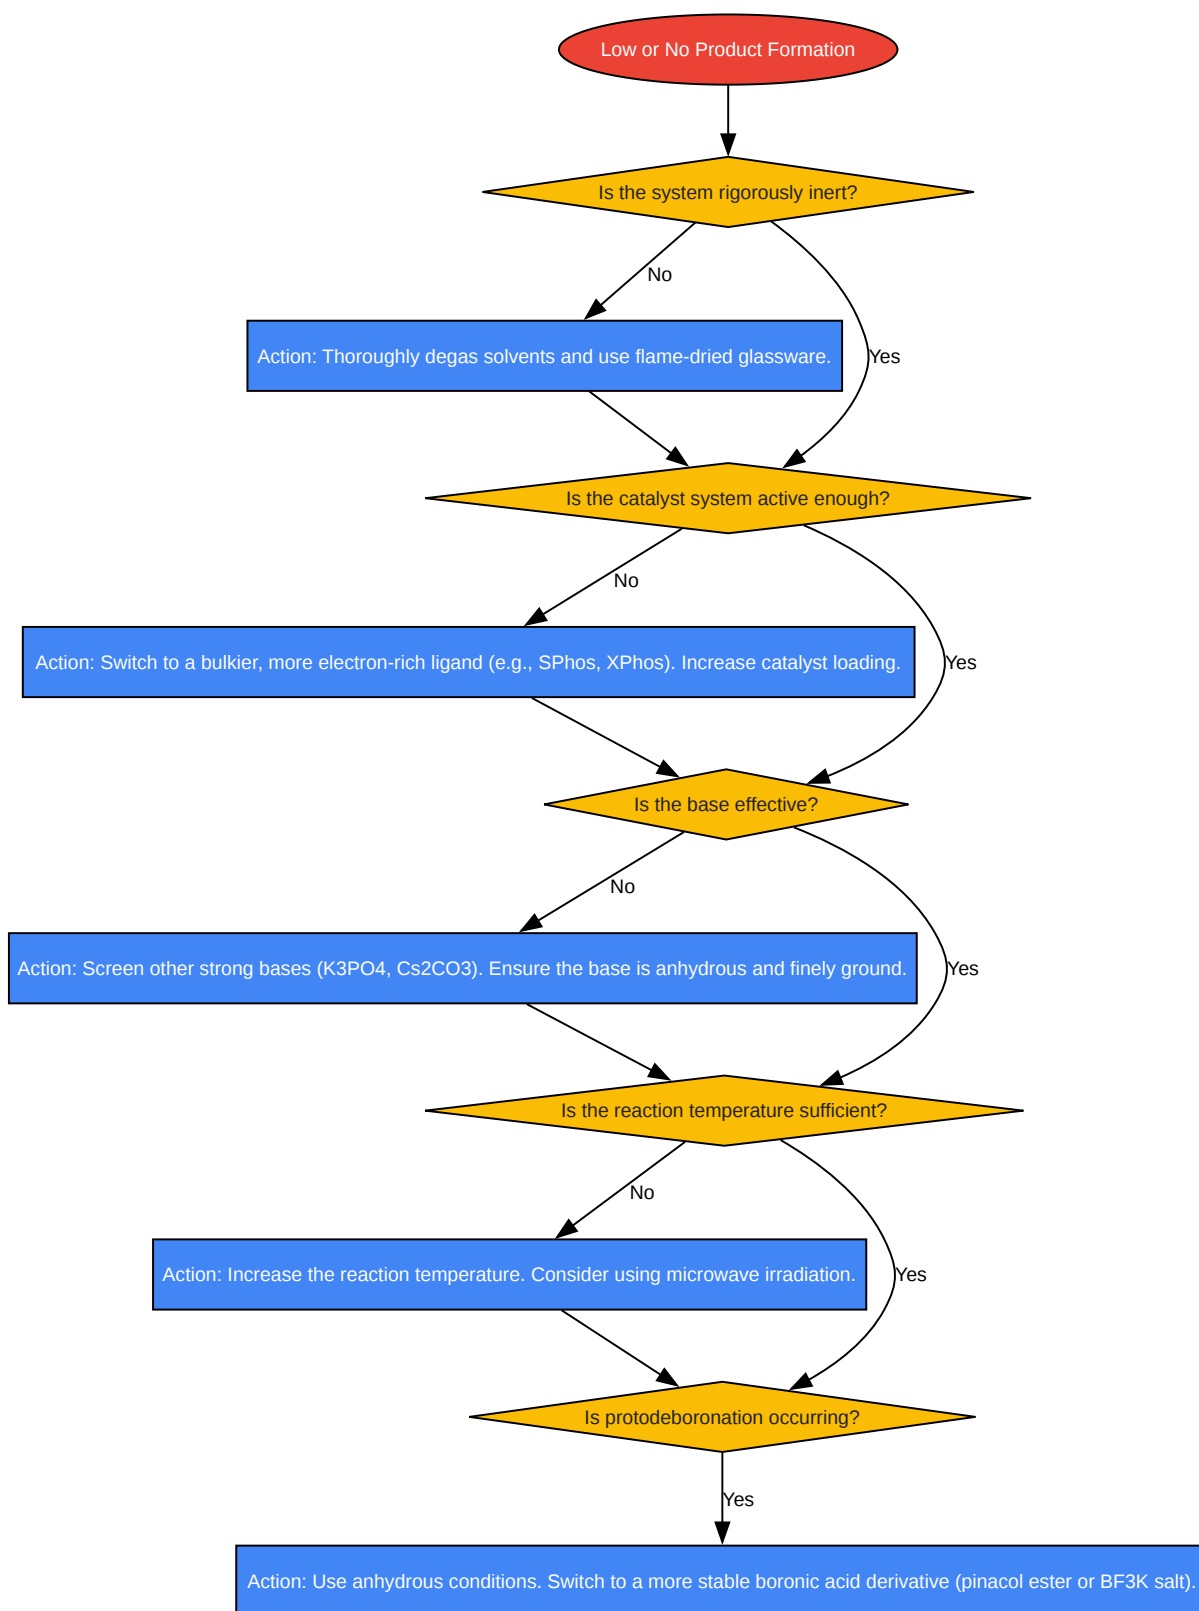 Low or No Product Formation
Is the system rigorously inert?
No
Action: Thoroughly degas solvents and use flame-dried glassware.
Yes
Is the catalyst system active enough?
No
Action: Switch to a bulkier, more electron-rich ligand (e.g., SPhos, XPhos). Increase catalyst loading.
Yes
Is the base effective?
No
Action: Screen other strong bases (K3PO4, Cs2CO3). Ensure the base is anhydrous and finely ground.
Yes
Is the reaction temperature sufficient?
No
Action: Increase the reaction temperature. Consider using microwave irradiation.
Yes
Is protodeboronation occurring?
Yes
Action: Use anhydrous conditions. Switch to a more stable boronic acid derivative (pinacol ester or BF3K salt).